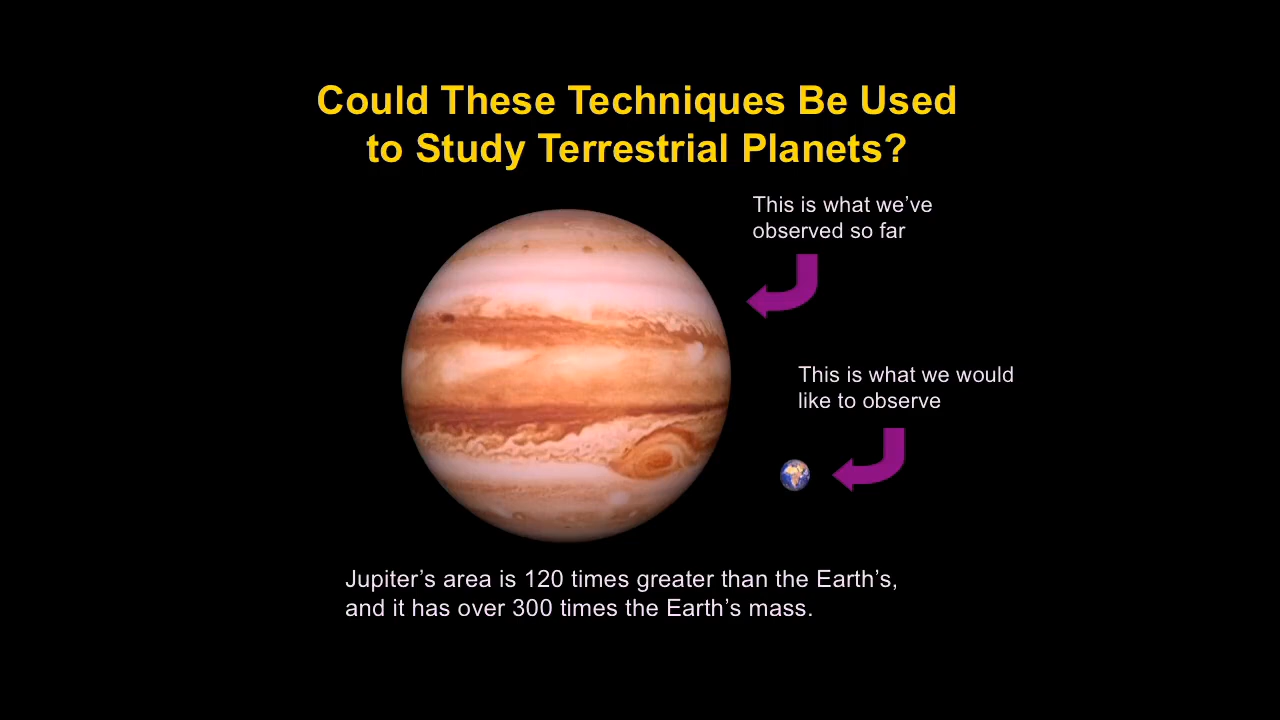 Could These Techniques Be Used
to Study Terrestrial Planets?
This is what we’ve
observed so far
This is what we would
like to observe
Jupiter’s area is 120 times greater than the Earth’s,
and it has over 300 times the Earth’s mass.